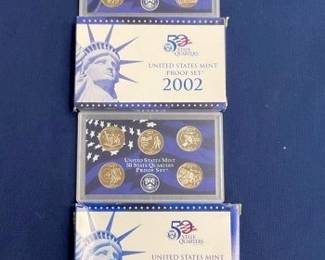 50
STATE
QUARTERS
UNITED STATES MINT
PROOF SET
2002
UNITED STATES MINT
50 STATE QUARTERS
PROOF SET
50
STATE
QUARTERS
UNITED STATES MINT